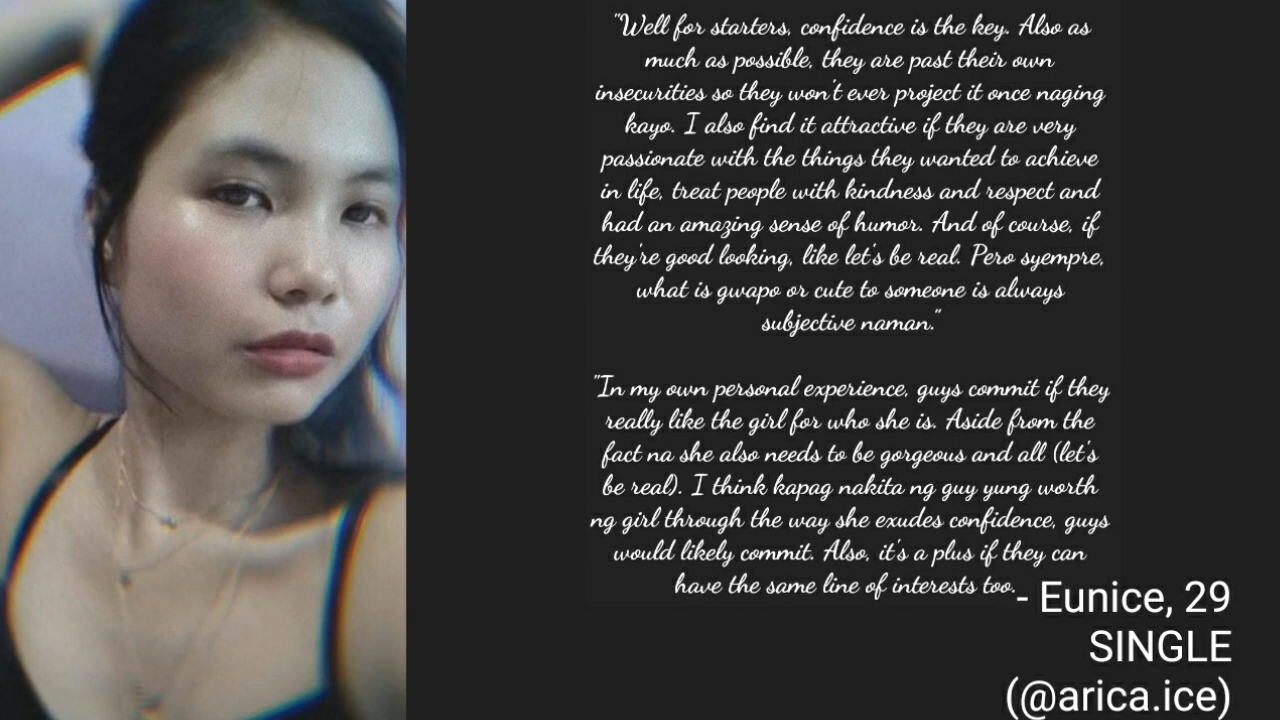 "Well for starters, confidence is the key. Also as
much as possible, they are past their own
insecurities so they won't ever project it once naging
kayo. I also find it attractive if they are very
passionate with the things they wanted to achieve
in life, treat people with kindness and respect and
had an amazing sense of humor. And of course, if
they're good looking, like let's be real. Pero syempre,
what is gwapo or cute to someone is always
subjective naman."
"In my own personal experience, guys commit if they
really like the girl for who she is. Aside from the
fact na she also needs to be gorgeous and all (let's
be real). I think kapag nakita ng guy yung worth
ng girl through the way she exudes confidence, guys
would likely commit. Also, it's a plus if they can
have the same line of interests too.
- Eunice, 29
SINGLE
(@arica.ice)